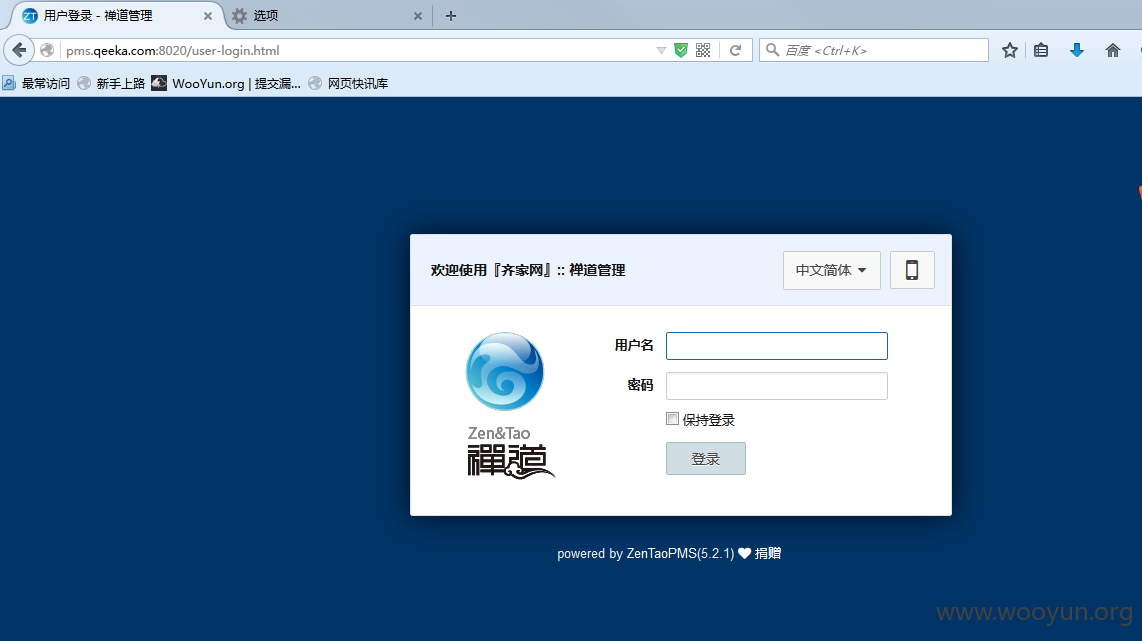 用户登录 - 禅道管理
选项
pms.qeeka.com:8020/user-login.html
百度 <Ctrl+K>
最常访问 新手上路 WooYun.org | 提交漏... 网页快讯库
欢迎使用『齐家网』:: 禅道管理
中文简体
用户名
密码
保持登录
登录
Zen&Tao
禪道
powered by ZenTaoPMS(5.2.1) 捐赠
www.wooyun.org